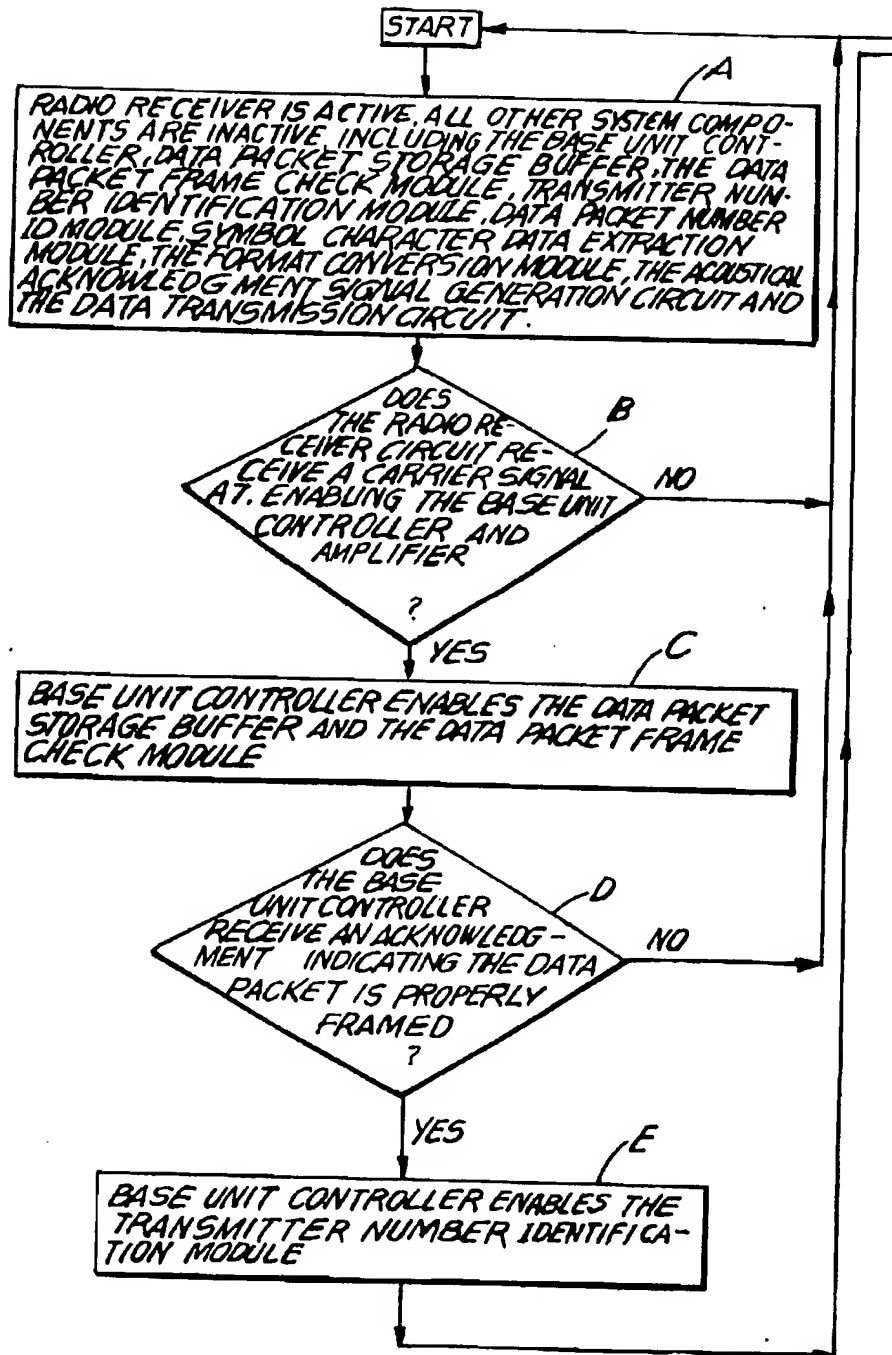 START
A
RADIO RECEIVER IS ACTIVE, ALL OTHER SYSTEM COMPO-
NENTS ARE INACTIVE INCLUDING THE BASE UNIT CONT-
ROLLER, DATA PACKET STORAGE BUFFER, THE DATA
PACKET FRAME CHECK MODULE, TRANSMITTER NUM-
BER IDENTIFICATION MODULE, DATA PACKET NUMBER
ID MODULE, SYMBOL CHARACTER DATA EXTRACTION
MODULE, THE FORMAT CONVERSION MODULE, THE ACOUSTICAL
ACKNOWLEDG MENT SIGNAL GENERATION CIRCUIT AND
THE DATA TRANSMISSION CIRCUIT.
B
DOES
THE RADIO RE-
CEIVER CIRCUIT RE-
CEIVE A CARRIER SIGNAL
AT. ENABLING THE BASE UNIT
CONTROLLER AND
AMPLIFIER
?
NO
YES
C
BASE UNIT CONTROLLER ENABLES THE DATA PACKET
STORAGE BUFFER AND THE DATA PACKET FRAME
CHECK MODULE
D
DOES
THE BASE
UNIT CONTROLLER
RECEIVE AN ACKNOWLEDG-
MENT INDICATING THE DATA
PACKET IS PROPERLY
FRAMED
?
NO
YES
E
BASE UNIT CONTROLLER ENABLES THE
TRANSMITTER NUMBER IDENTIFICA-
TION MODULE